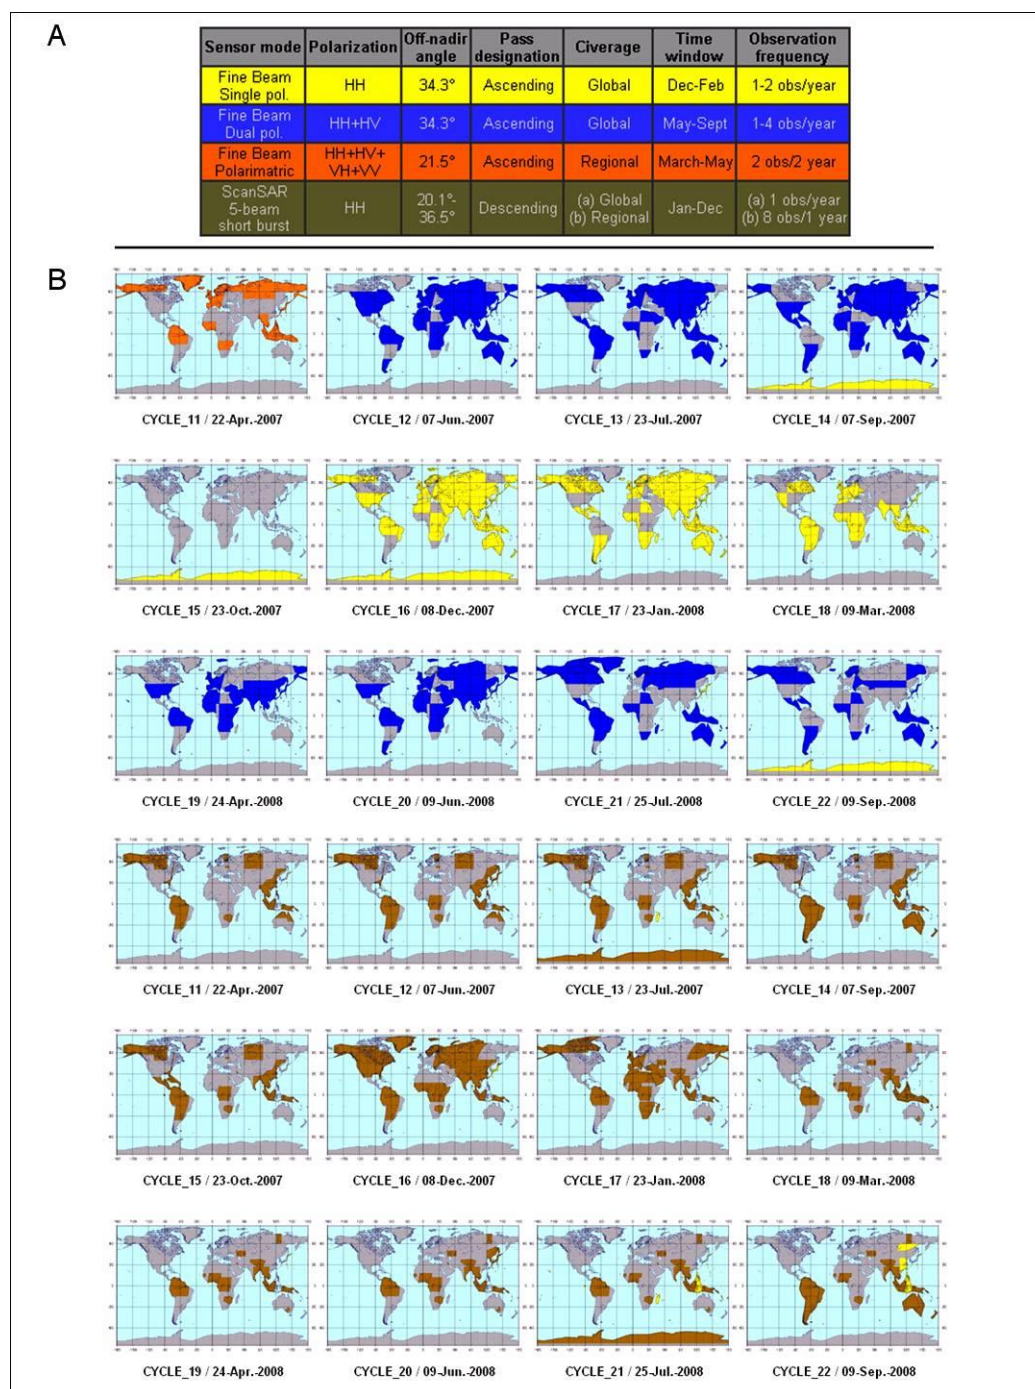 A
Sensor mode Polarization Off-nadir angle Pass designation Civerage Time window Observation frequency
Fine Beam Single pol. HH 34.3° Ascending Global Dec-Feb 1-2 obs/year
Fine Beam Dual pol. HH+HV 34.3° Ascending Global May-Sept 1-4 obs/year
Fine Beam Polarimatric HH+HV+ VH+VV 21.5° Ascending Regional March-May 2 obs/2 year
ScanSAR 5-beam short burst HH 20.1°- 36.5° Descending (a) Global (b) Regional Jan-Dec (a) 1 obs/year (b) 8 obs/1 year
B
CYCLE_11 / 22-Apr.-2007 CYCLE_12 / 07-Jun.-2007 CYCLE_13 / 23-Jul.-2007 CYCLE_14 / 07-Sep.-2007
CYCLE_15 / 23-Oct.-2007 CYCLE_16 / 08-Dec.-2007 CYCLE_17 / 23-Jan.-2008 CYCLE_18 / 09-Mar.-2008
CYCLE_19 / 24-Apr.-2008 CYCLE_20 / 09-Jun.-2008 CYCLE_21 / 25-Jul.-2008 CYCLE_22 / 09-Sep.-2008
CYCLE_11 / 22-Apr.-2007 CYCLE_12 / 07-Jun.-2007 CYCLE_13 / 23-Jul.-2007 CYCLE_14 / 07-Sep.-2007
CYCLE_15 / 23-Oct.-2007 CYCLE_16 / 08-Dec.-2007 CYCLE_17 / 23-Jan.-2008 CYCLE_18 / 09-Mar.-2008
CYCLE_19 / 24-Apr.-2008 CYCLE_20 / 09-Jun.-2008 CYCLE_21 / 25-Jul.-2008 CYCLE_22 / 09-Sep.-2008